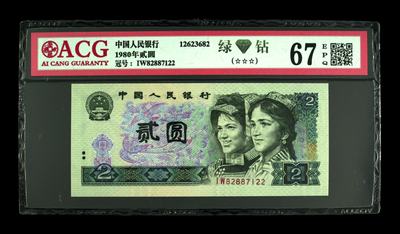 ACG
AI CANG GUARANTY
中国人民银行 12623682
1980年贰圆
冠号: IW82887122
绿 钻
(☆☆☆)
67 EPQ
中国人民银行
2
贰圆
IW82887122
2
2